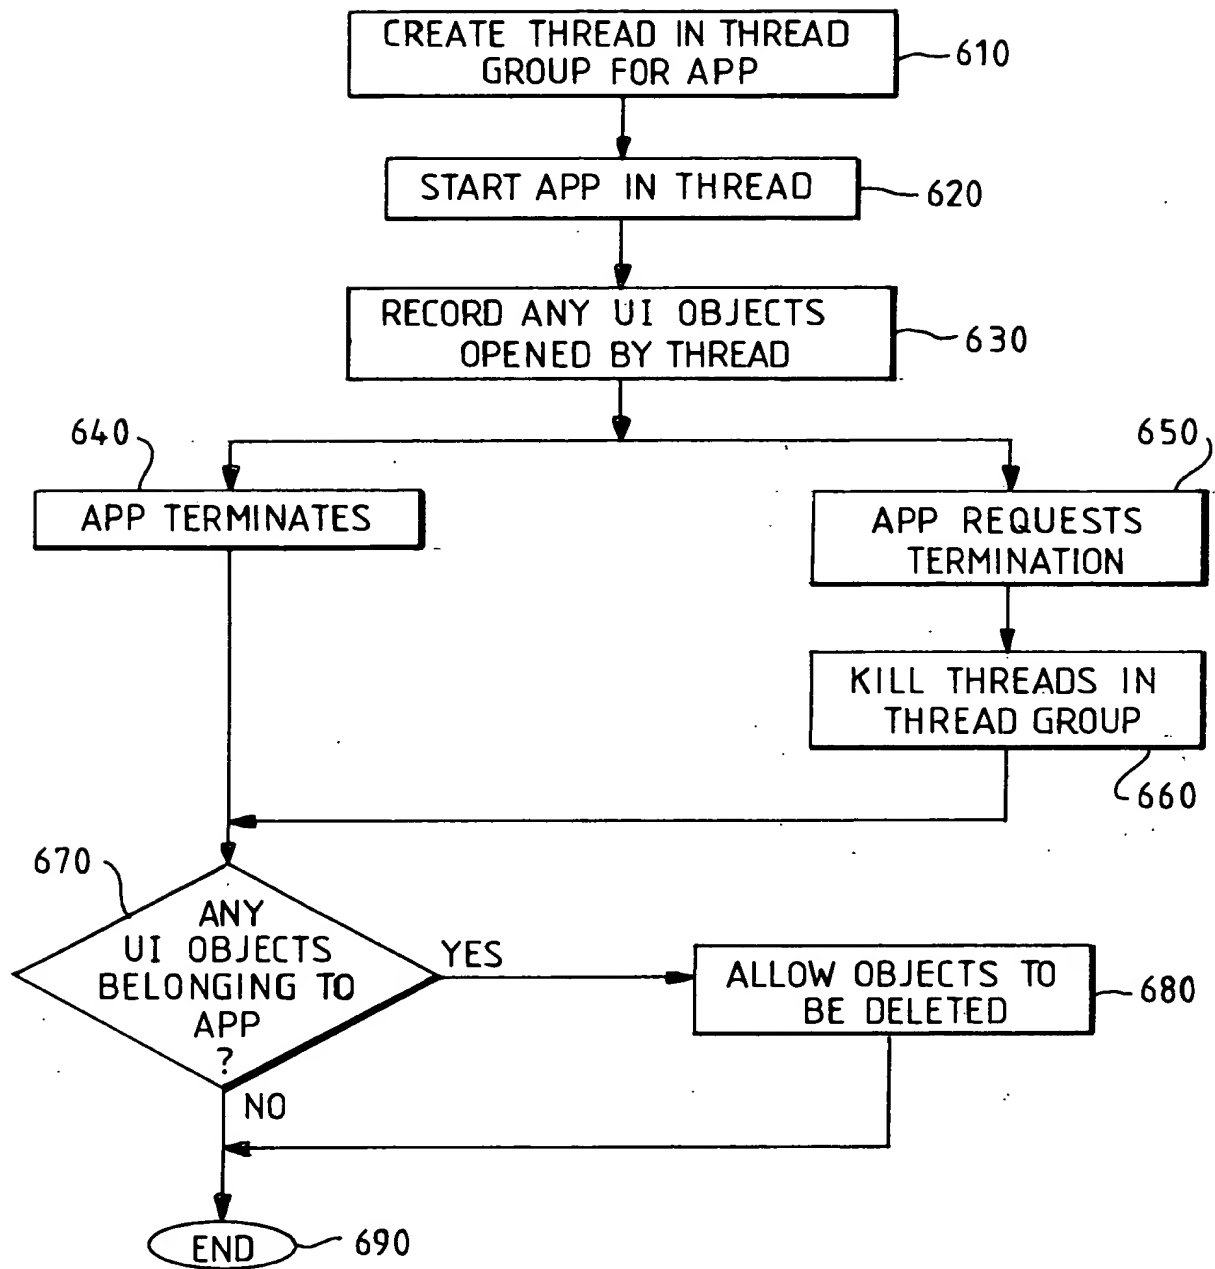 CREATE THREAD IN THREAD
GROUP FOR APP
610
START APP IN THREAD
620
RECORD ANY UI OBJECTS
OPENED BY THREAD
630
640
650
APP TERMINATES
APP REQUESTS
TERMINATION
KILL THREADS IN
THREAD GROUP
660
670
ANY
UI OBJECTS
BELONGING TO
APP
?
YES
ALLOW OBJECTS TO
BE DELETED
680
NO
END
690